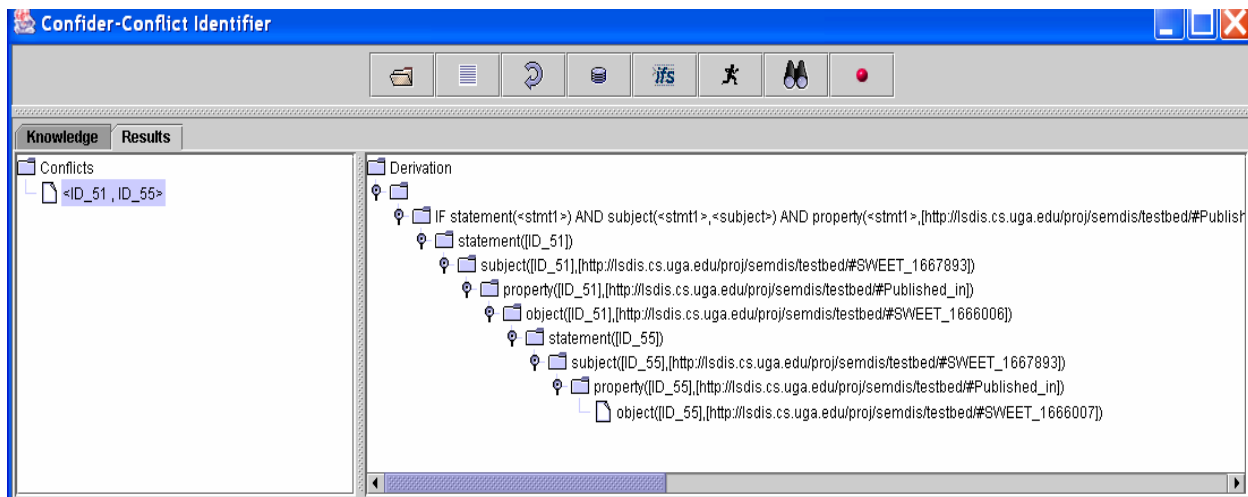 Confider-Conflict Identifier
ifs
Knowledge Results
Conflicts
<ID_51 , ID_55>
Derivation
IF statement(<stmt1>) AND subject(<stmt1>,<subject>) AND property(<stmt1>,[http://lsdis.cs.uga.edu/proj/semdis/testbed/#Publish
statement([ID_51])
subject([ID_51],[http://lsdis.cs.uga.edu/proj/semdis/testbed/#SWEET_1667893])
property([ID_51],[http://lsdis.cs.uga.edu/proj/semdis/testbed/#Published_in])
object([ID_51],[http://lsdis.cs.uga.edu/proj/semdis/testbed/#SWEET_1666006])
statement([ID_55])
subject([ID_55],[http://lsdis.cs.uga.edu/proj/semdis/testbed/#SWEET_1667893])
property([ID_55],[http://lsdis.cs.uga.edu/proj/semdis/testbed/#Published_in])
object([ID_55],[http://lsdis.cs.uga.edu/proj/semdis/testbed/#SWEET_1666007])